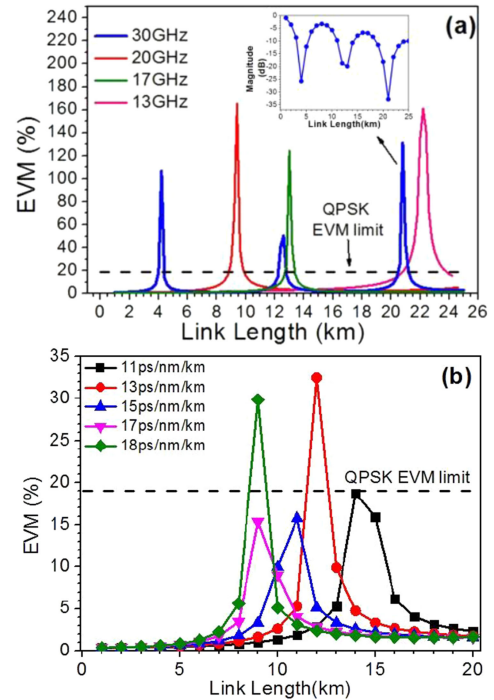 (a)
240
220
200
180
160
140
120
100
80
60
40
20
0
EVM (%)
30GHz
20GHz
17GHz
13GHz
0
-5
-10
-15
-20
-25
-30
-35
Magnitude
(dB)
0 5 10 15 20 25
Link Length(km)
QPSK
EVM limit
0 2 4 6 8 10 12 14 16 18 20 22 24 26
Link Length (km)
(b)
35
30
25
20
15
10
5
0
EVM (%)
11ps/nm/km
13ps/nm/km
15ps/nm/km
17ps/nm/km
18ps/nm/km
QPSK EVM limit
0 5 10 15 20
Link Length (km)